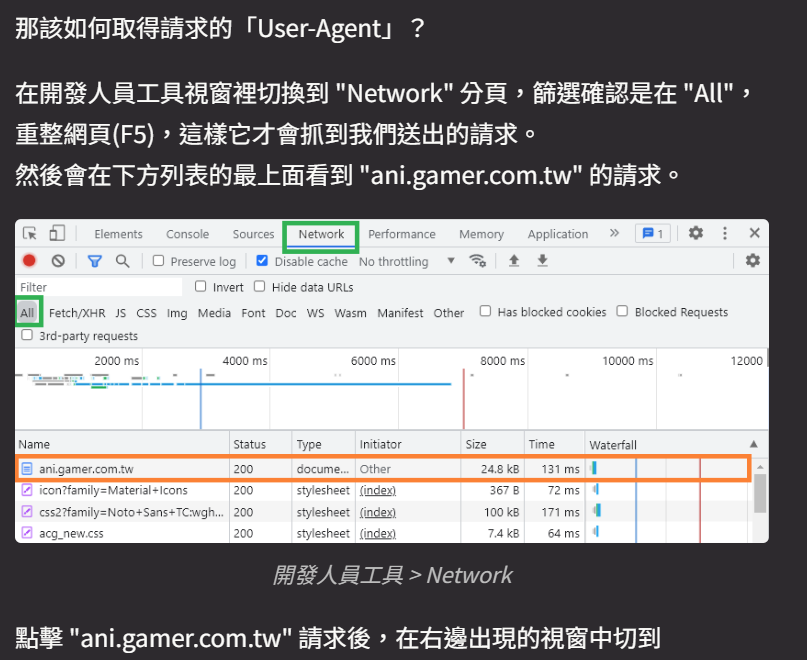 那該如何取得請求的「User-Agent」？
在開發人員工具視窗裡切換到 "Network" 分頁，篩選確認是在 "All"，
重整網頁(F5)，這樣它才會抓到我們送出的請求。
然後會在下方列表的最上面看到 "ani.gamer.com.tw" 的請求。
Elements Console Sources Network Performance Memory Application » 1
Preserve log Disable cache No throttling
Filter Invert Hide data URLs
All Fetch/XHR JS CSS Img Media Font Doc WS Wasm Manifest Other Has blocked cookies Blocked Requests
3rd-party requests
2000 ms 4000 ms 6000 ms 8000 ms 10000 ms 12000
Name Status Type Initiator Size Time Waterfall
ani.gamer.com.tw 200 docume... Other 24.8 kB 131 ms
icon?family=Material+Icons 200 stylesheet (index) 367 B 72 ms
css2?family=Noto+Sans+TC:wgh... 200 stylesheet (index) 100 kB 171 ms
acg_new.css 200 stylesheet (index) 7.4 kB 64 ms
開發人員工具 > Network
點擊 "ani.gamer.com.tw" 請求後，在右邊出現的視窗中切到